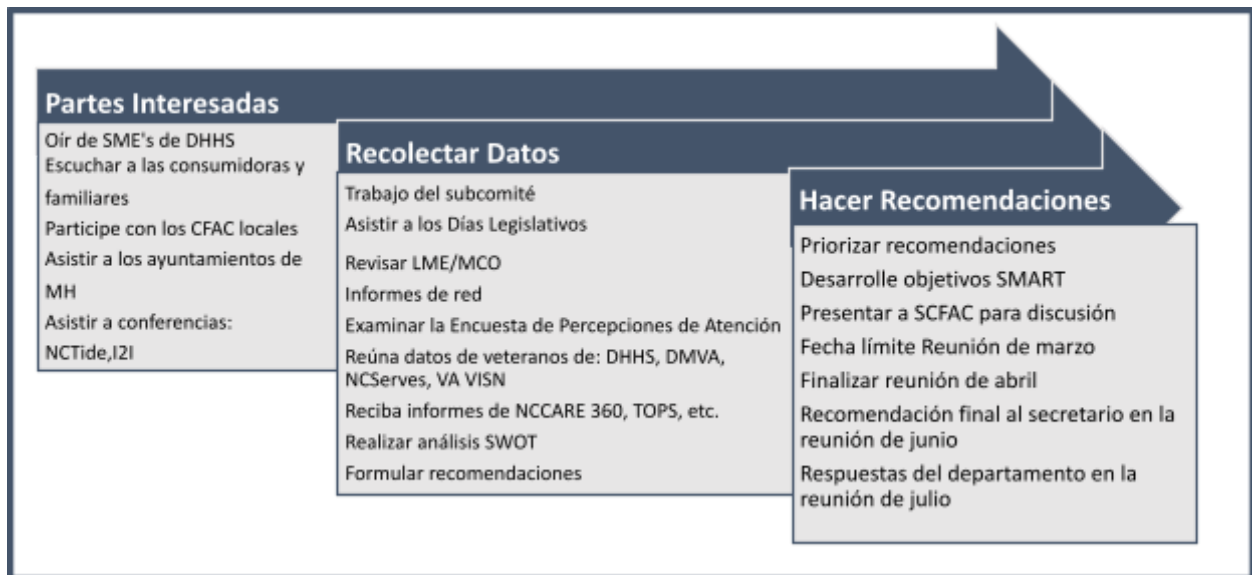 Partes Interesadas
Oír de SME's de DHHS
Escuchar a las consumidoras y
familiares
Participe con los CFAC locales
Asistir a los ayuntamientos de
MH
Asistir a conferencias:
NCTide,I2I
Recolectar Datos
Trabajo del subcomité
Asistir a los Días Legislativos
Revisar LME/MCO
Informes de red
Examinar la Encuesta de Percepciones de Atención
Reúna datos de veteranos de: DHHS, DMVA,
NCServes, VA VISN
Reciba informes de NCCARE 360, TOPS, etc.
Realizar análisis SWOT
Formular recomendaciones
Hacer Recomendaciones
Priorizar recomendaciones
Desarrolle objetivos SMART
Presentar a SCFAC para discusión
Fecha límite Reunión de marzo
Finalizar reunión de abril
Recomendación final al secretario en la
reunión de junio
Respuestas del departamento en la
reunión de julio